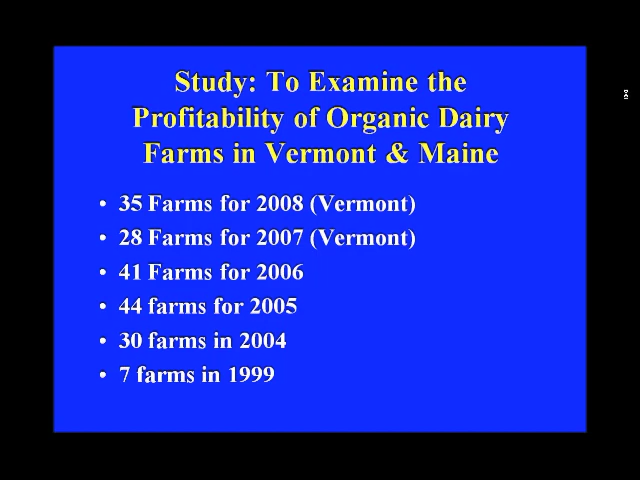 Study: To Examine the
Profitability of Organic Dairy
Farms in Vermont & Maine
• 35 Farms for 2008 (Vermont)
• 28 Farms for 2007 (Vermont)
• 41 Farms for 2006
• 44 farms for 2005
• 30 farms in 2004
• 7 farms in 1999